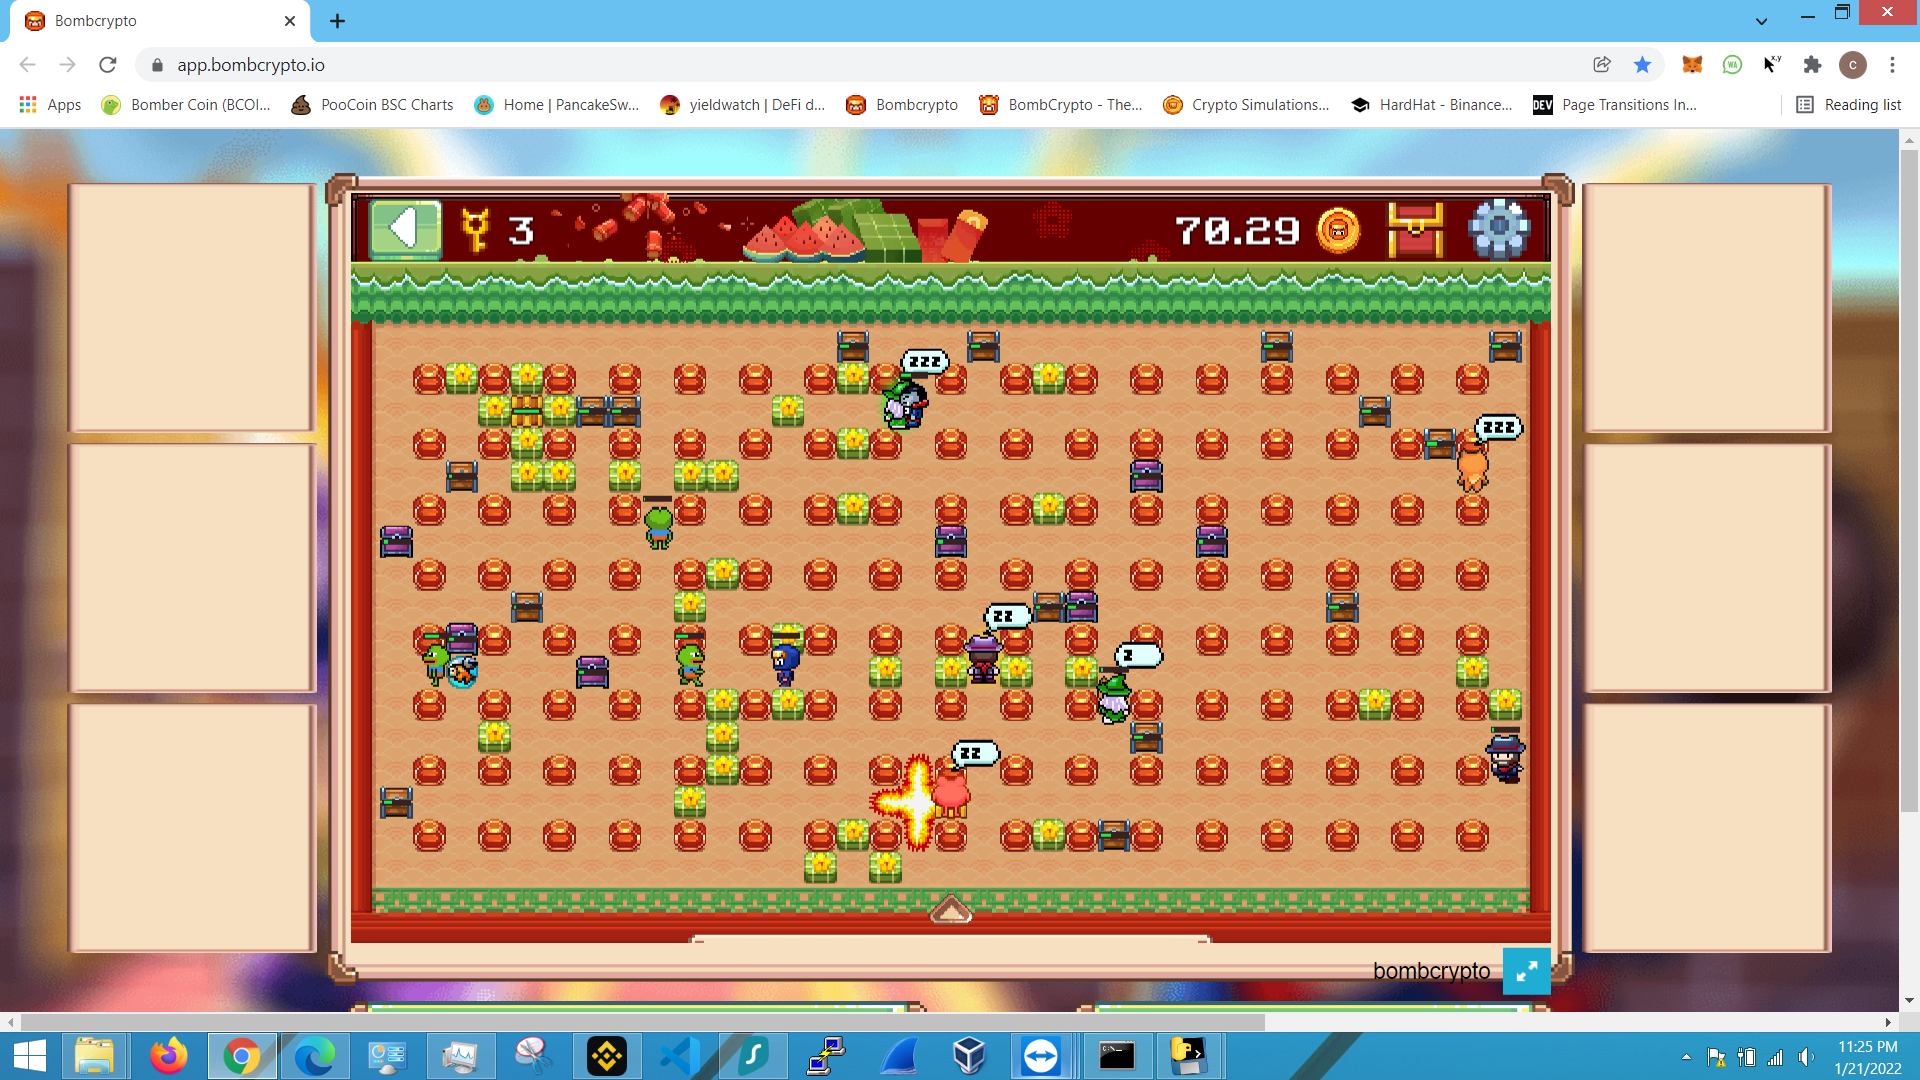 Bombcrypto
app.bombcrypto.io
Apps
Bomber Coin (BCOI...
PooCoin BSC Charts
Home | PancakeSw...
yieldwatch | DeFi d...
Bombcrypto
BombCrypto - The...
Crypto Simulations...
HardHat - Binance...
DEV
Page Transitions In...
Reading list
WA
x,y
C
3
70.29
zzz
zzz
zz
z
zz
bombcrypto
11:25 PM
1/21/2022